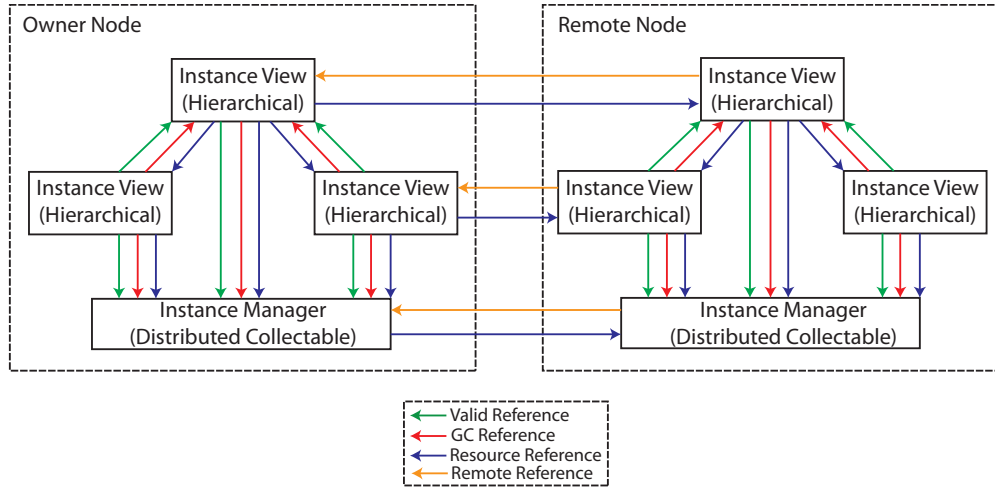 Owner Node
Remote Node
Instance View
(Hierarchical)
Instance View
(Hierarchical)
Instance View
(Hierarchical)
Instance View
(Hierarchical)
Instance View
(Hierarchical)
Instance View
(Hierarchical)
Instance Manager
(Distributed Collectable)
Instance Manager
(Distributed Collectable)
Valid Reference
GC Reference
Resource Reference
Remote Reference